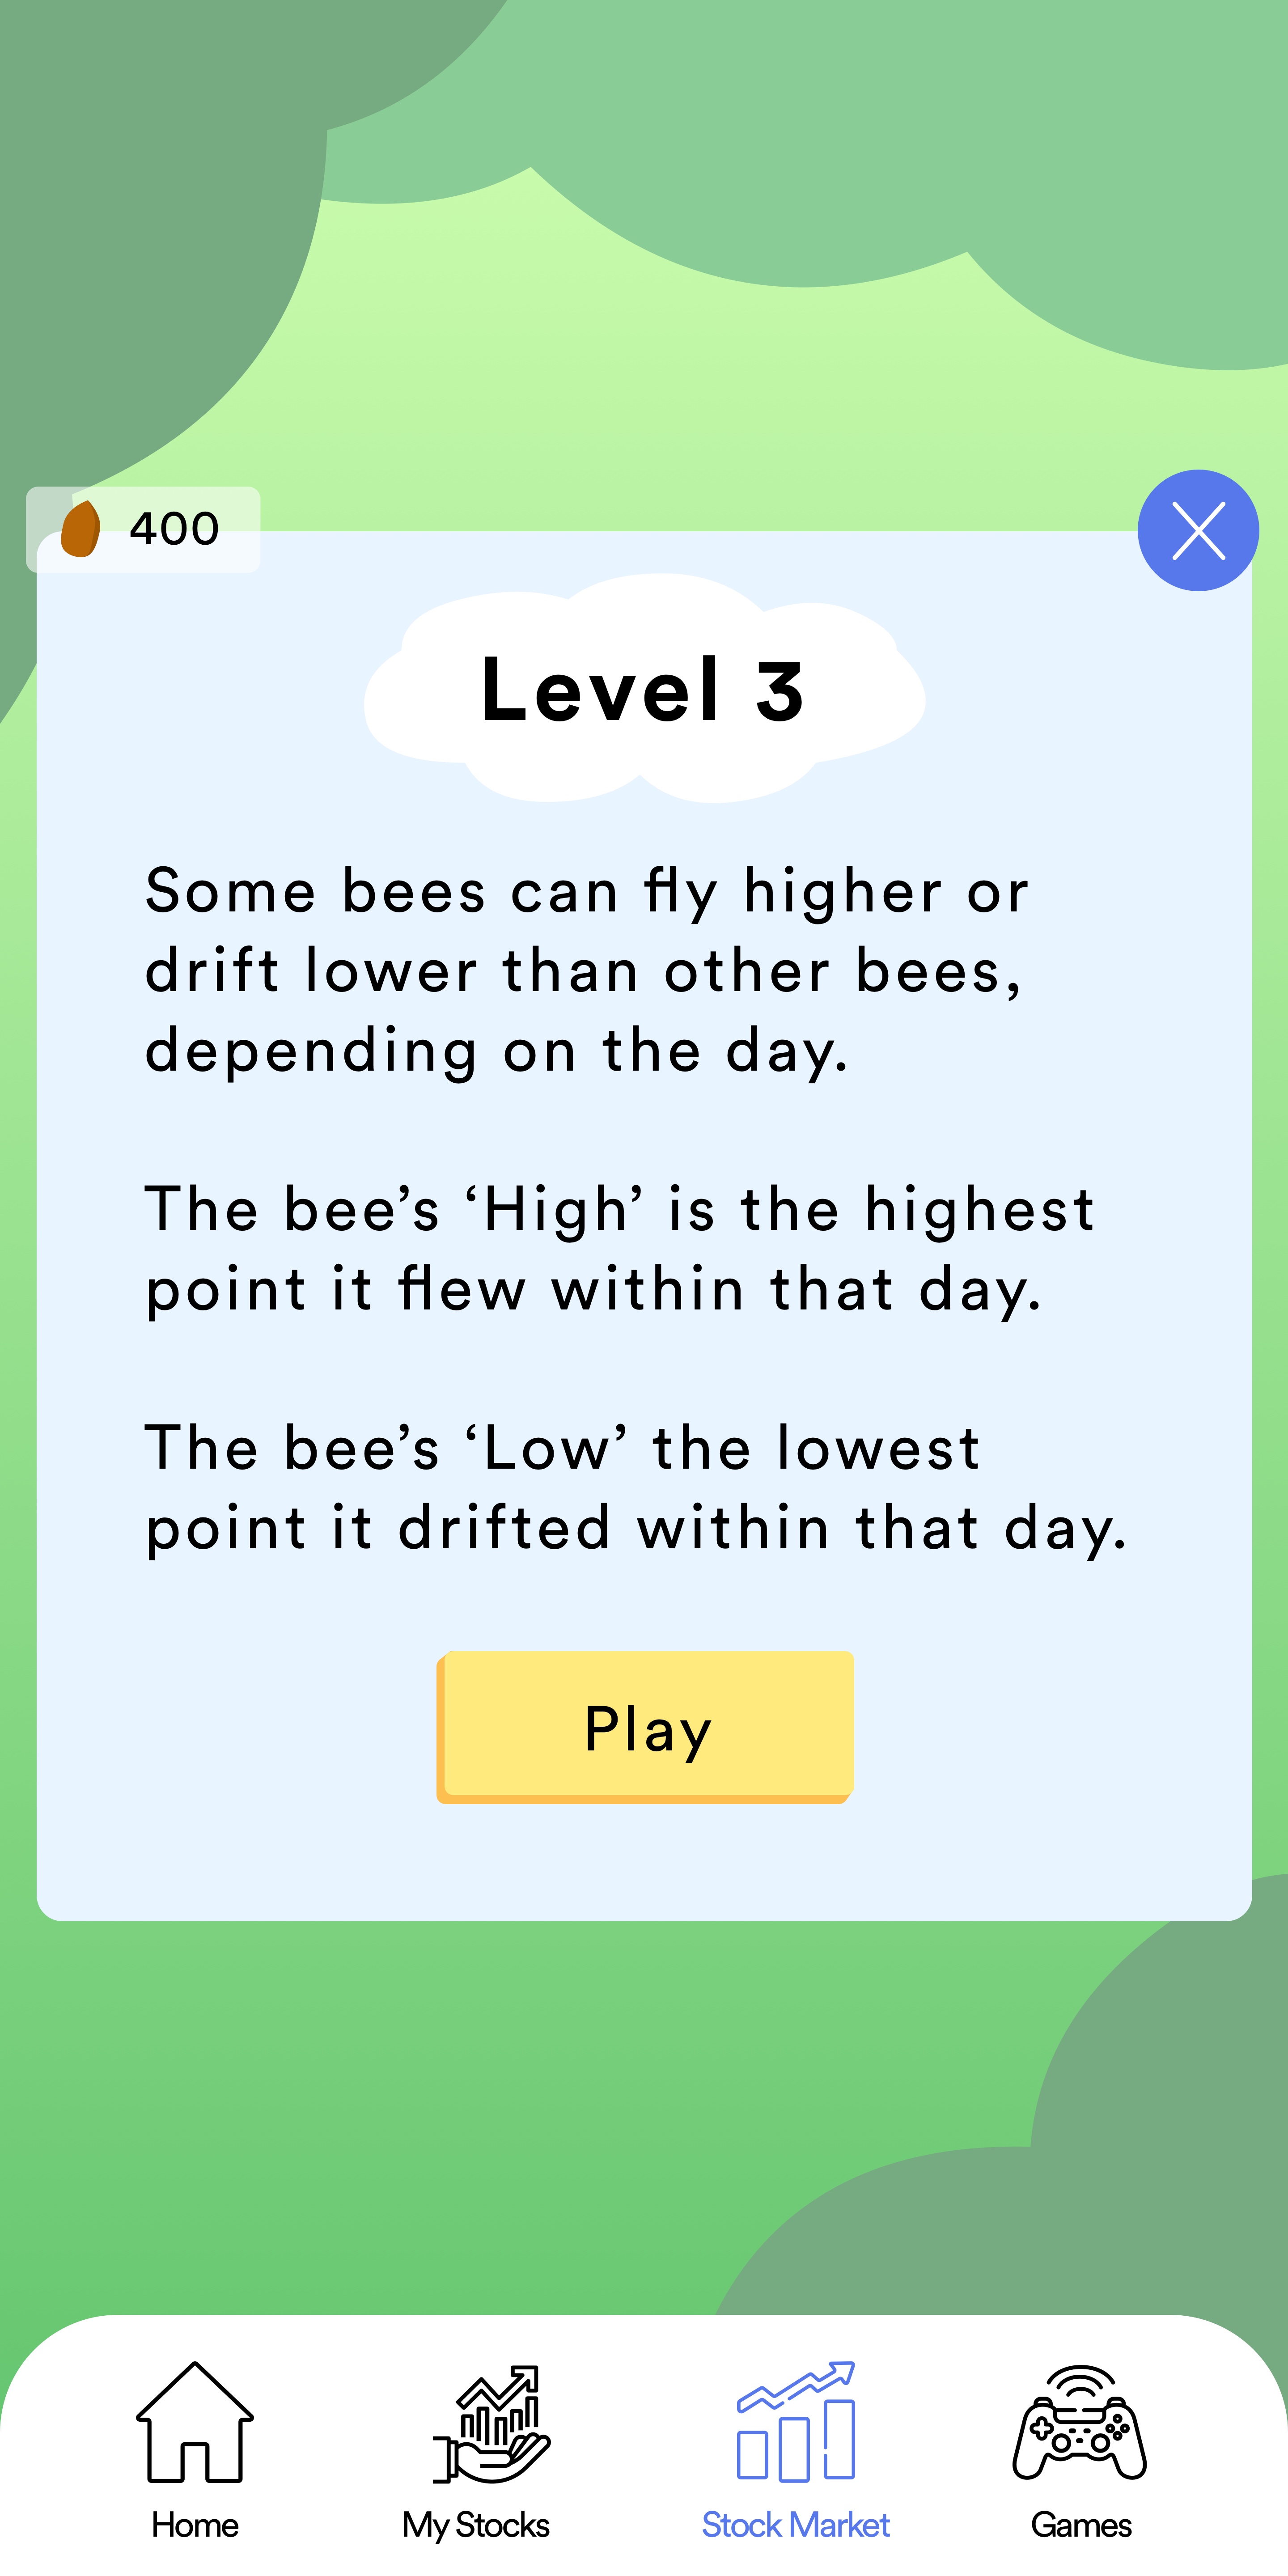 400
Level 3
Some bees can fly higher or
drift lower than other bees,
depending on the day.
The bee’s ‘High’ is the highest
point it flew within that day.
The bee’s ‘Low’ the lowest
point it drifted within that day.
Play
Home
My Stocks
Stock Market
Games